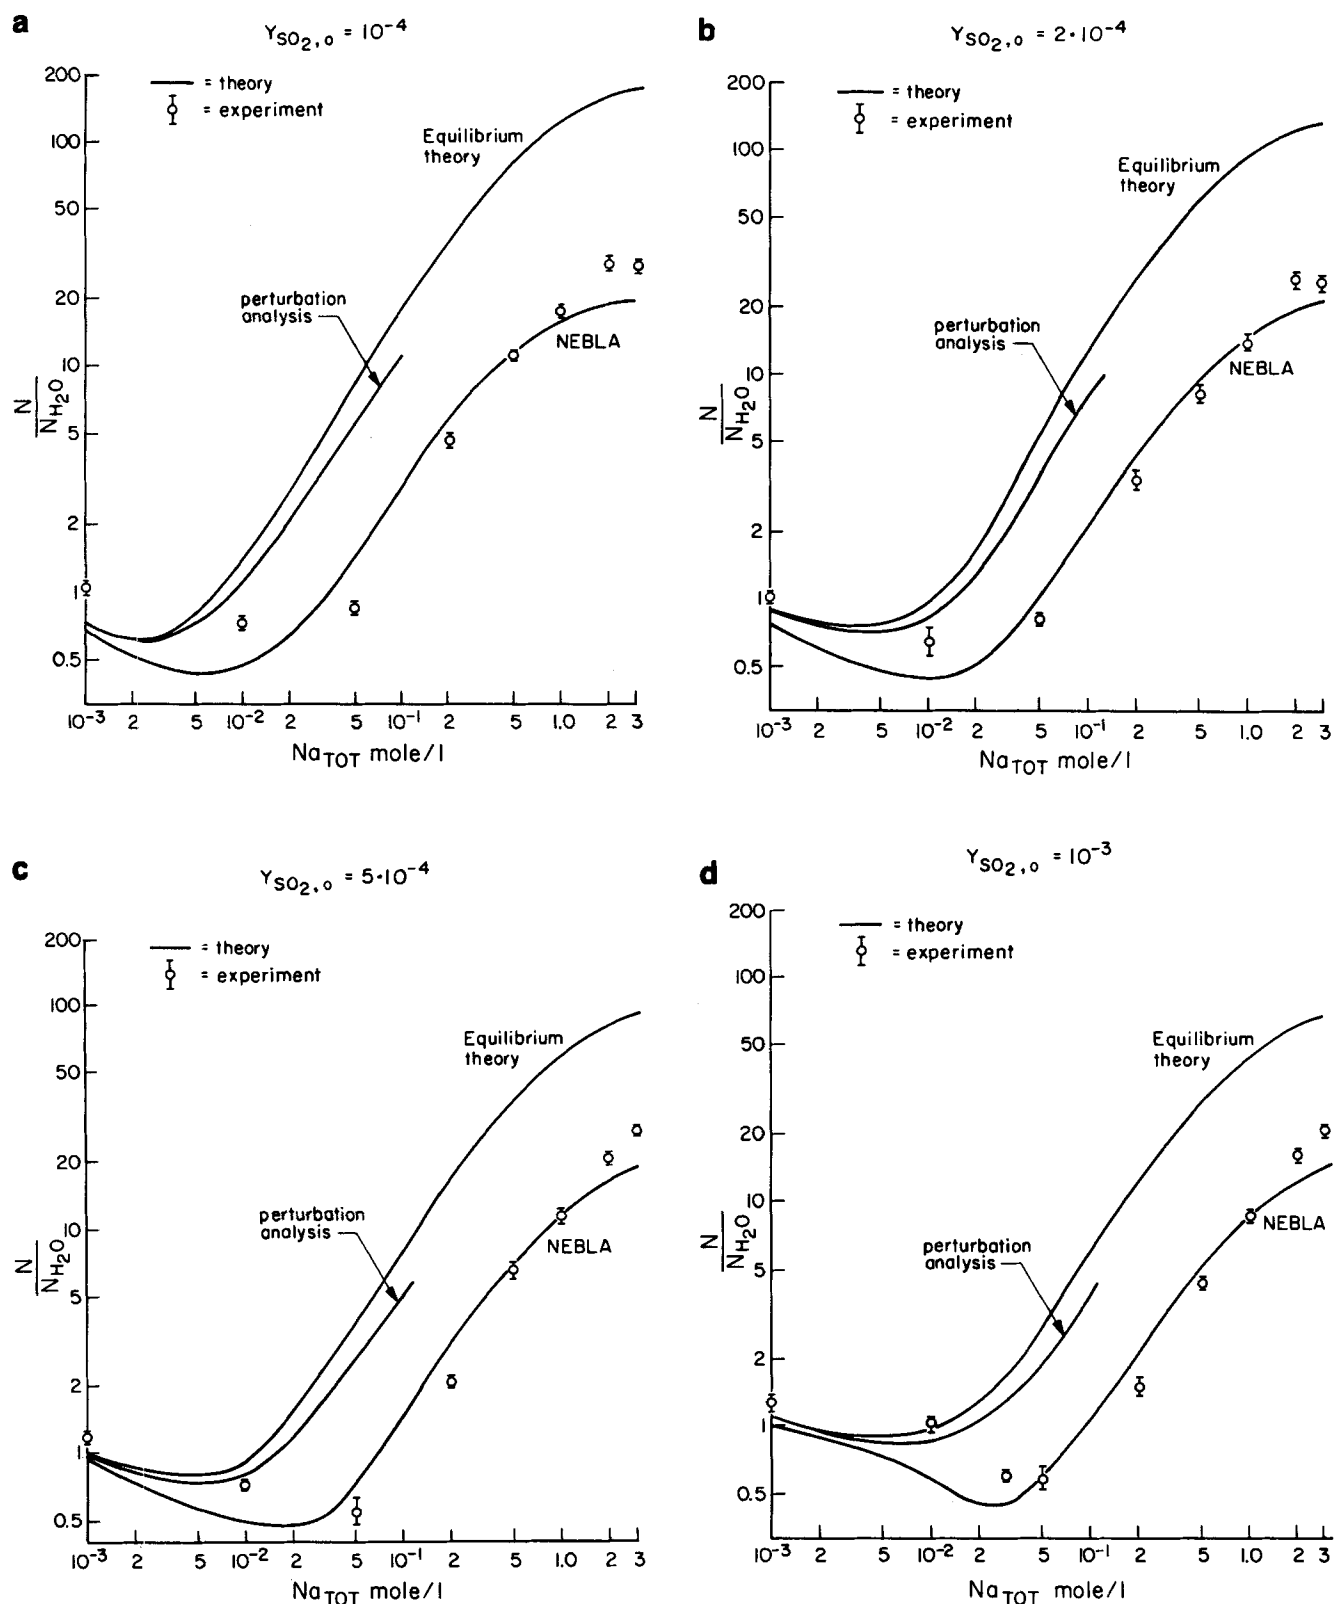 a
Y_SO2,o = 10^-4
200
100
50
20
10
5
2
1
0.5
= theory
= experiment
Equilibrium
theory
perturbation
analysis
NEBLA
N
N_H2O
10^-3 2 5 10^-2 2 5 10^-1 2 5 1.0 2 3
Na_TOT mole/l
b
Y_SO2,o = 2·10^-4
200
100
50
20
10
5
2
1
0.5
= theory
= experiment
Equilibrium
theory
perturbation
analysis
NEBLA
N
N_H2O
10^-3 2 5 10^-2 2 5 10^-1 2 5 1.0 2 3
Na_TOT mole/l
c
Y_SO2,o = 5·10^-4
200
100
50
20
10
5
2
1
0.5
= theory
= experiment
Equilibrium
theory
perturbation
analysis
NEBLA
N
N_H2O
10^-3 2 5 10^-2 2 5 10^-1 2 5 1.0 2 3
Na_TOT mole/l
d
Y_SO2,o = 10^-3
200
100
50
20
10
5
2
1
0.5
= theory
= experiment
Equilibrium
theory
perturbation
analysis
NEBLA
N
N_H2O
10^-3 2 5 10^-2 2 5 10^-1 2 5 1.0 2 3
Na_TOT mole/l